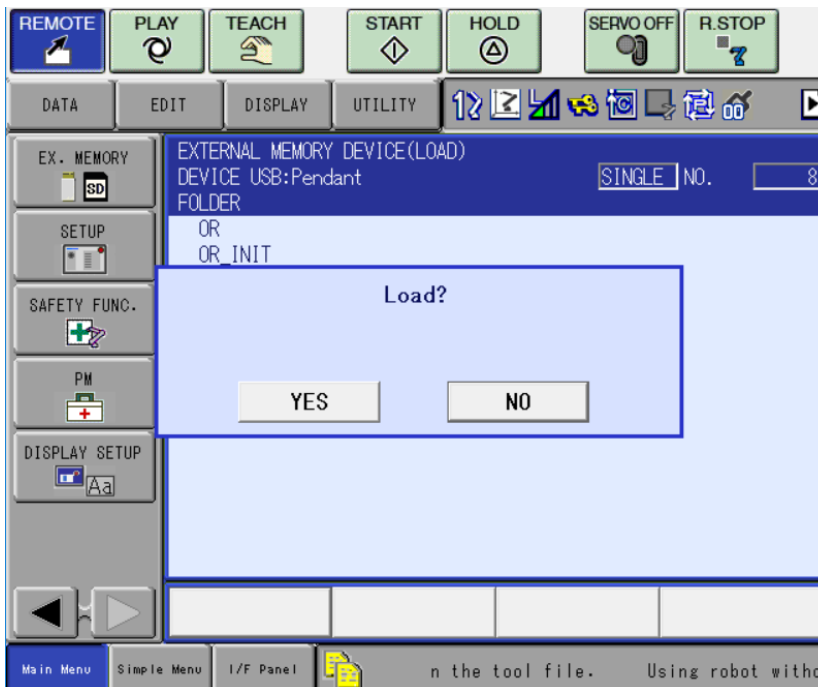 REMOTE PLAY TEACH START HOLD SERVO OFF R.STOP
DATA EDIT DISPLAY UTILITY
EX. MEMORY
SD
SETUP
SAFETY FUNC.
PM
DISPLAY SETUP
Aa
EXTERNAL MEMORY DEVICE(LOAD)
DEVICE USB:Pendant SINGLE NO. 8
FOLDER
OR
OR_INIT
Load?
YES NO
Main Menu Simple Menu I/F Panel n the tool file. Using robot witho